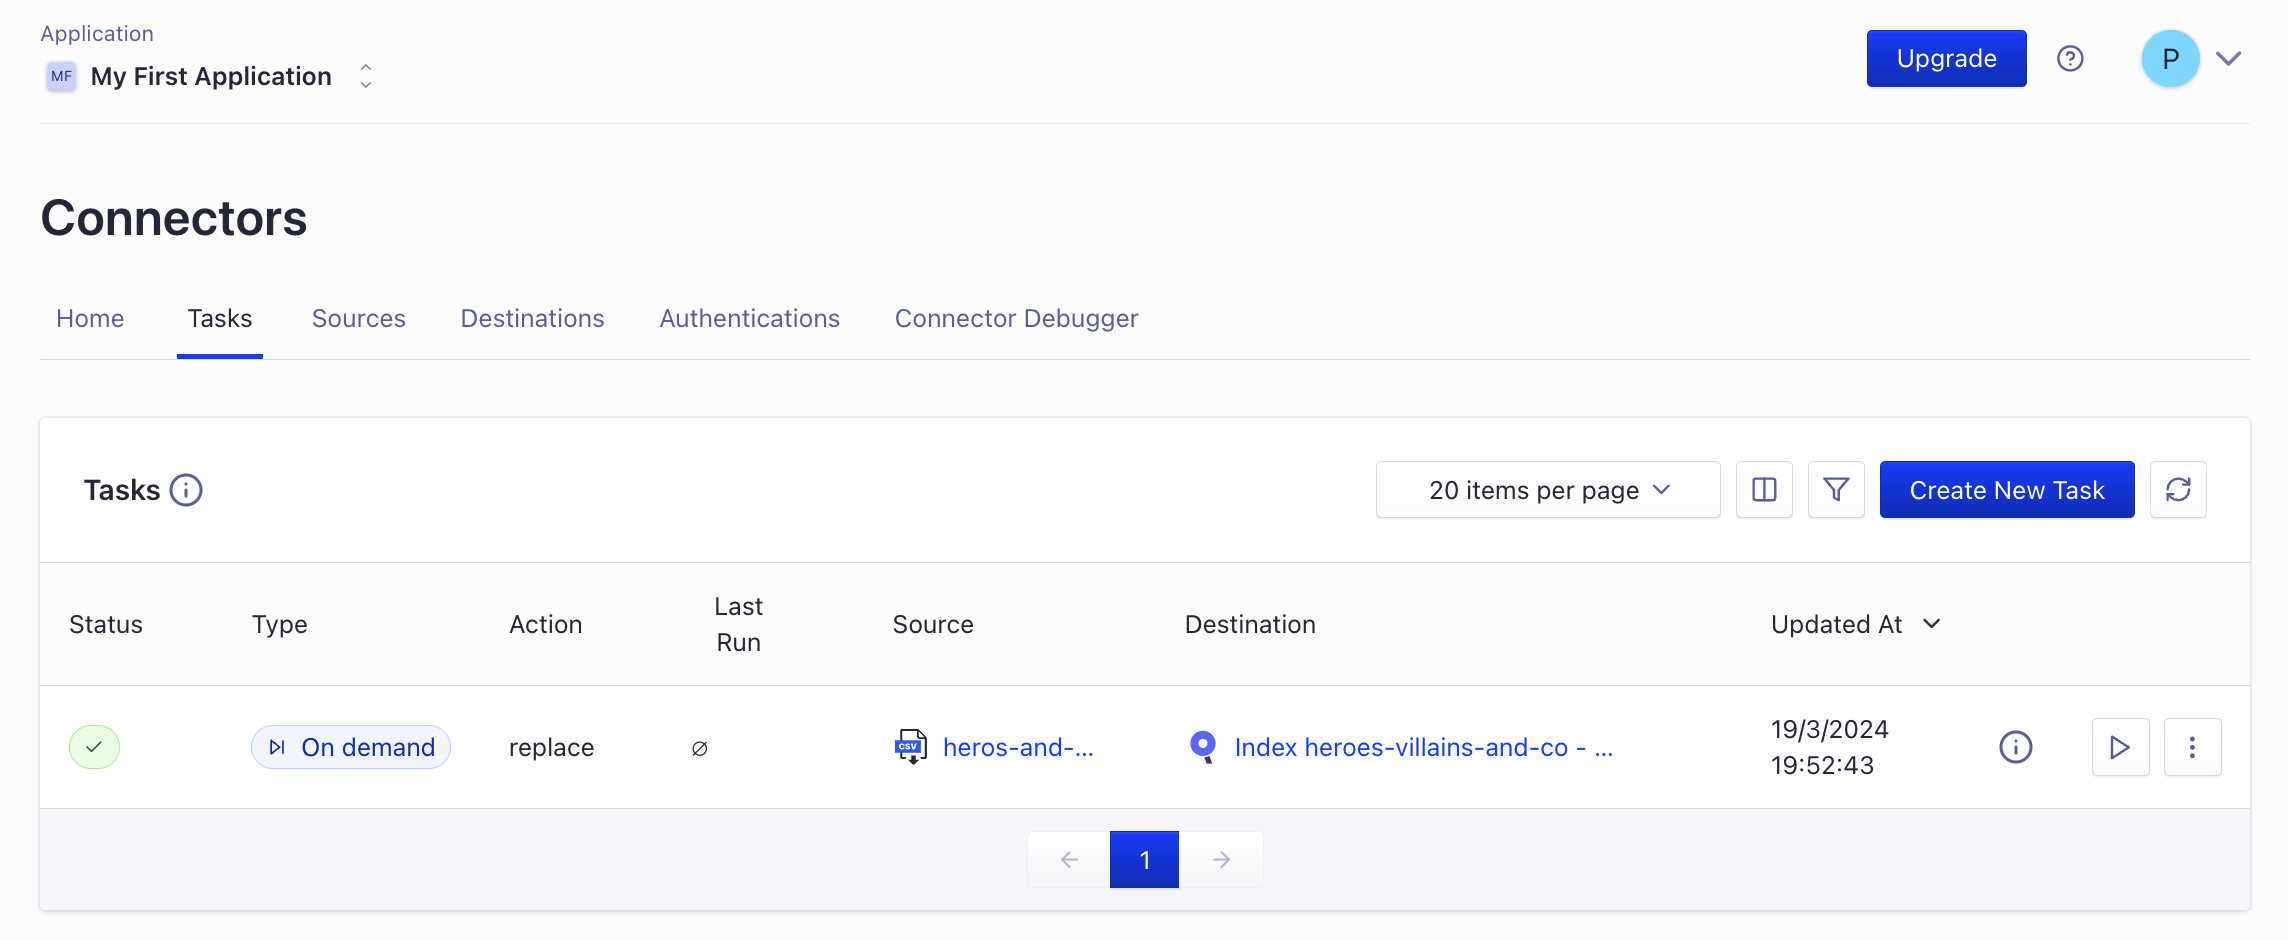 Application
MF My First Application
Upgrade
P
Connectors
Home Tasks Sources Destinations Authentications Connector Debugger
Tasks
20 items per page
Create New Task
Status Type Action Last Run Source Destination Updated At
On demand replace ∅ CSV heros-and-... Index heroes-villains-and-co - ... 19/3/2024
19:52:43
1